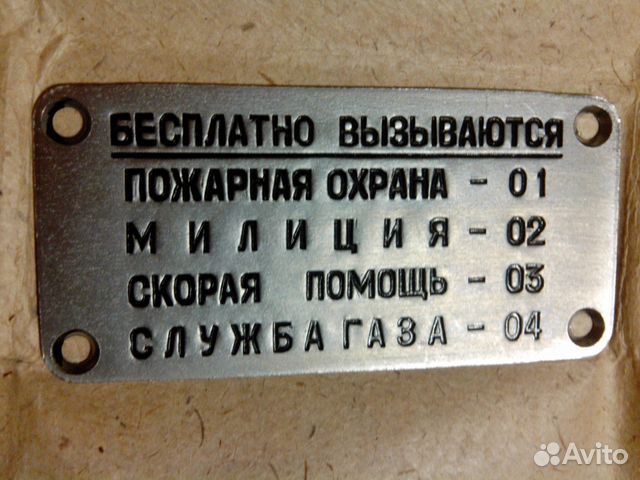 БЕСПЛАТНО ВЫЗЫВАЮТСЯ
ПОЖАРНАЯ ОХРАНА - 01
МИЛИЦИЯ - 02
СКОРАЯ ПОМОЩЬ - 03
СЛУЖБА ГАЗА - 04
Avito